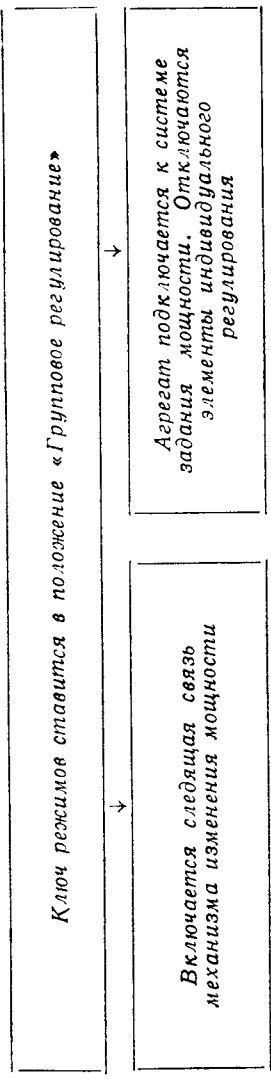 Ключ режимов ставится в положение «Групповое регулирование»
↓ ↓
Включается следящая связь
механизма изменения мощности
Агрегат подключается к системе
задания мощности. Отключаются
элементы индивидуального
регулирования